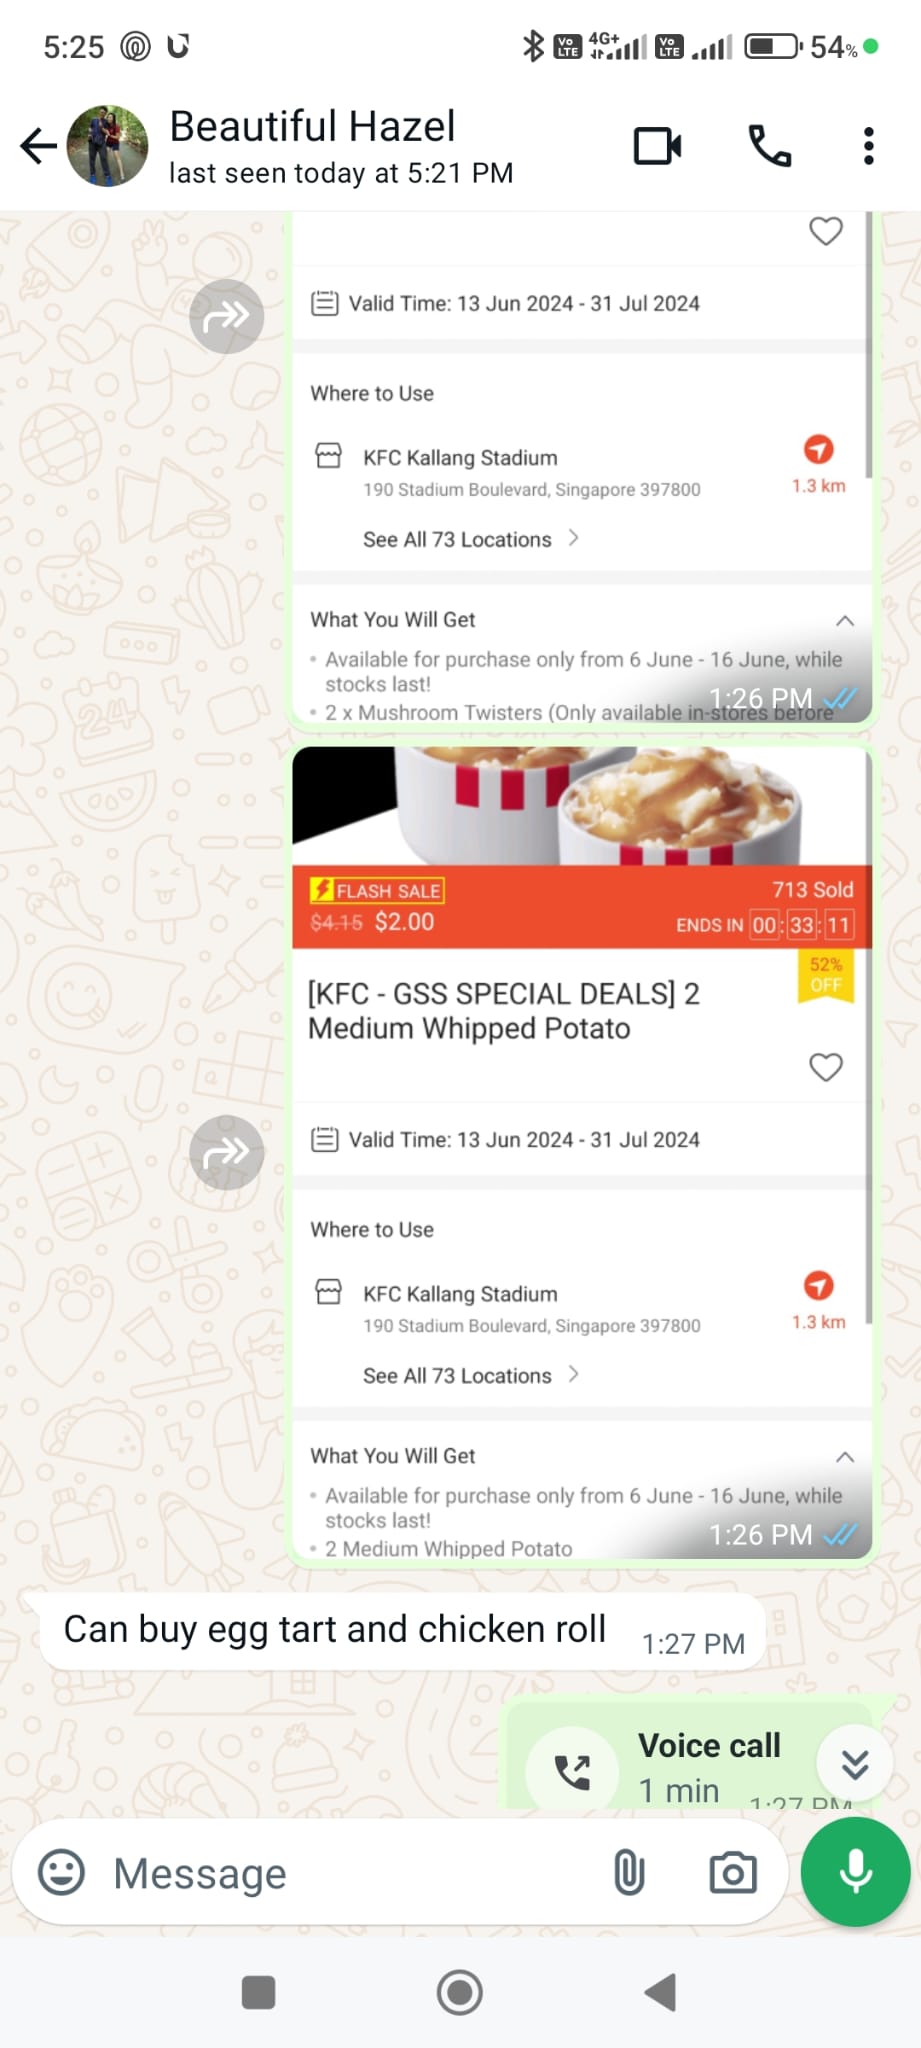 5:25
Vo LTE 4G+ Vo LTE 54%
Beautiful Hazel
last seen today at 5:21 PM
Valid Time: 13 Jun 2024 - 31 Jul 2024
Where to Use
KFC Kallang Stadium
190 Stadium Boulevard, Singapore 397800
1.3 km
See All 73 Locations
What You Will Get
• Available for purchase only from 6 June - 16 June, while
stocks last!
1:26 PM
• 2 x Mushroom Twisters (Only available in-stores before
FLASH SALE
713 Sold
$4.15 $2.00
ENDS IN 00:33:11
52%
OFF
[KFC - GSS SPECIAL DEALS] 2
Medium Whipped Potato
Valid Time: 13 Jun 2024 - 31 Jul 2024
Where to Use
KFC Kallang Stadium
190 Stadium Boulevard, Singapore 397800
1.3 km
See All 73 Locations
What You Will Get
• Available for purchase only from 6 June - 16 June, while
stocks last!
1:26 PM
• 2 Medium Whipped Potato
Can buy egg tart and chicken roll 1:27 PM
Voice call
1 min 1:27 PM
Message